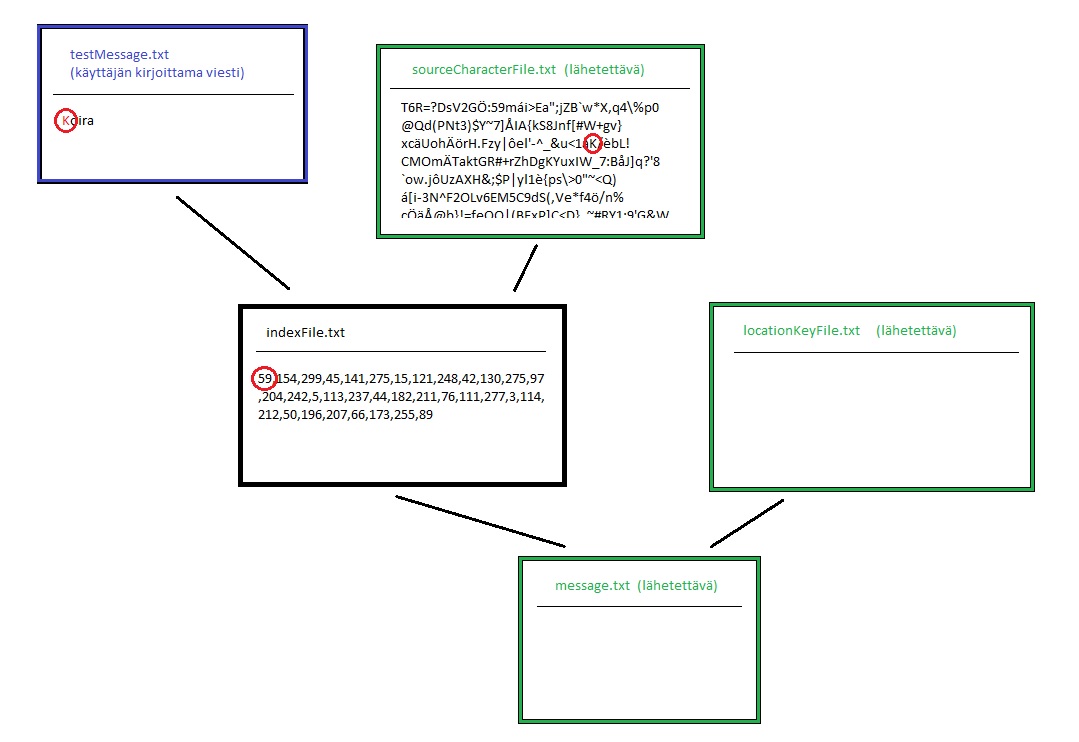 testMessage.txt
(käyttäjän kirjoittama viesti)
Koira
sourceCharacterFile.txt (lähetettävä)
T6R=?DsV2GÖ:59mái>Ea";jZB`w*X,q4\%p0
@Qd(PNt3)$Y~7]ÅIA{kS8Jnf[#W+gv}
xcäUohÄörH.Fzy|ôel'-^_&u<1àK/èbL!
CMOmÄTaktGR#+rZhDgKYuxIW_7:BåJ]q?'8
`ow.jôUzAXH&;$P|yl1è{ps\>0"~<Q)
á[i-3N^F2OLv6EM5C9dS(,Ve*f4ö/n%
indexFile.txt
59,154,299,45,141,275,15,121,248,42,130,275,97
,204,242,5,113,237,44,182,211,76,111,277,3,114,
212,50,196,207,66,173,255,89
locationKeyFile.txt (lähetettävä)
message.txt (lähetettävä)